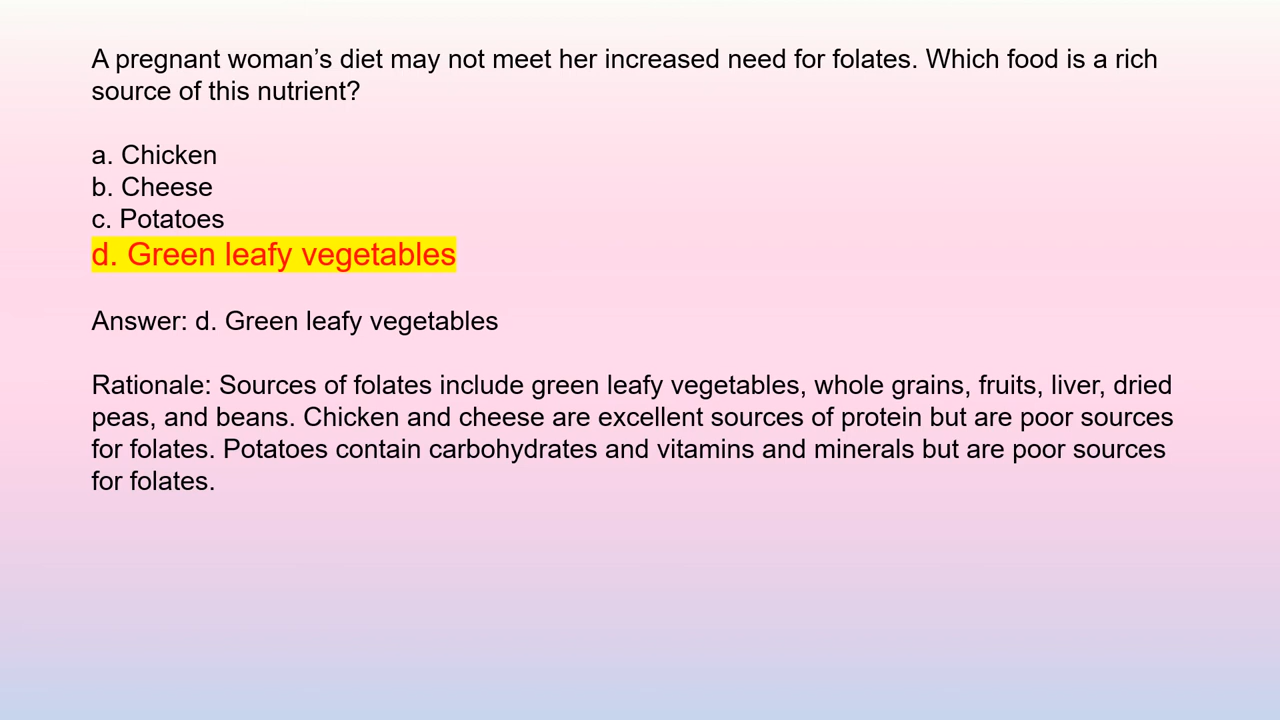 A pregnant woman’s diet may not meet her increased need for folates. Which food is a rich
source of this nutrient?
a. Chicken
b. Cheese
c. Potatoes
d. Green leafy vegetables
Answer: d. Green leafy vegetables
Rationale: Sources of folates include green leafy vegetables, whole grains, fruits, liver, dried
peas, and beans. Chicken and cheese are excellent sources of protein but are poor sources
for folates. Potatoes contain carbohydrates and vitamins and minerals but are poor sources
for folates.